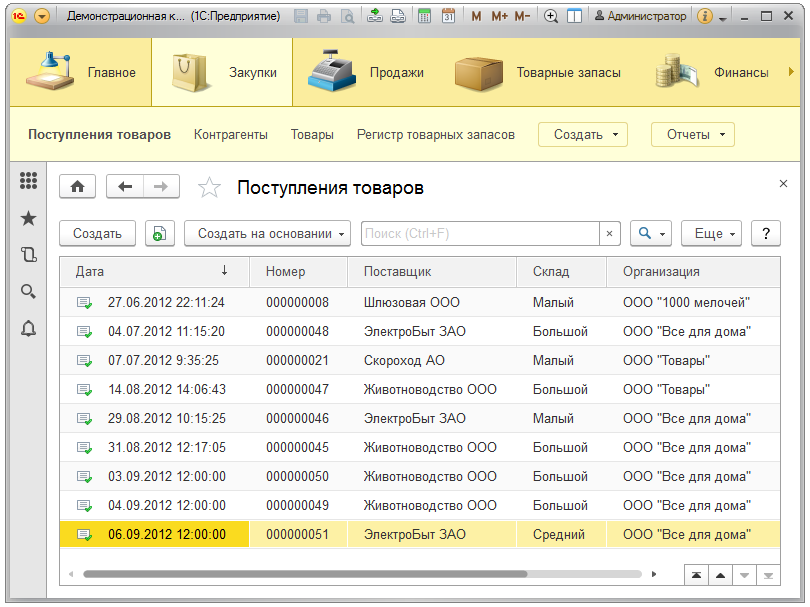 1С Демонстрационная к... (1С:Предприятие) 31 M M+ M- Администратор i
Главное Закупки Продажи Товарные запасы Финансы
Поступления товаров Контрагенты Товары Регистр товарных запасов Создать Отчеты
Поступления товаров ×
Создать Создать на основании Поиск (Ctrl+F) × Еще ?
Дата ↓ Номер Поставщик Склад Организация
27.06.2012 22:11:24 000000008 Шлюзовая ООО Малый ООО "1000 мелочей"
04.07.2012 11:15:20 000000048 ЭлектроБыт ЗАО Большой ООО "Все для дома"
07.07.2012 9:35:25 000000021 Скороход АО Малый ООО "Товары"
14.08.2012 14:06:43 000000047 Животноводство ООО Большой ООО "Товары"
29.08.2012 10:15:25 000000046 ЭлектроБыт ЗАО Малый ООО "Все для дома"
31.08.2012 12:17:05 000000045 Животноводство ООО Большой ООО "Все для дома"
03.09.2012 12:00:00 000000050 Животноводство ООО Большой ООО "Все для дома"
04.09.2012 12:00:00 000000049 Животноводство ООО Большой ООО "Все для дома"
06.09.2012 12:00:00 000000051 ЭлектроБыт ЗАО Средний ООО "Все для дома"